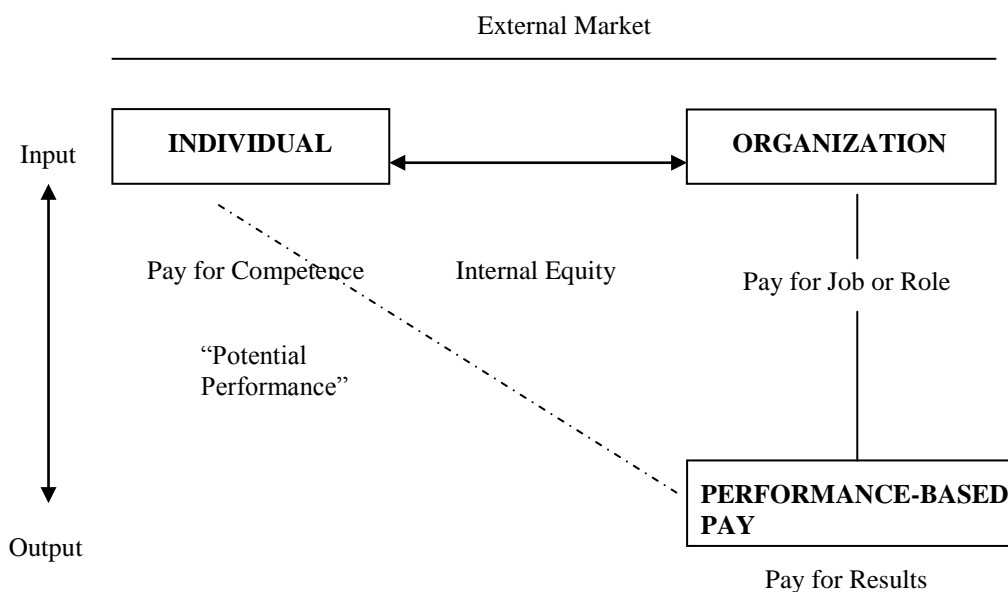 External Market
INDIVIDUAL
ORGANIZATION
Input
Pay for Competence
Internal Equity
Pay for Job or Role
“Potential
Performance”
PERFORMANCE-BASED
PAY
Output
Pay for Results